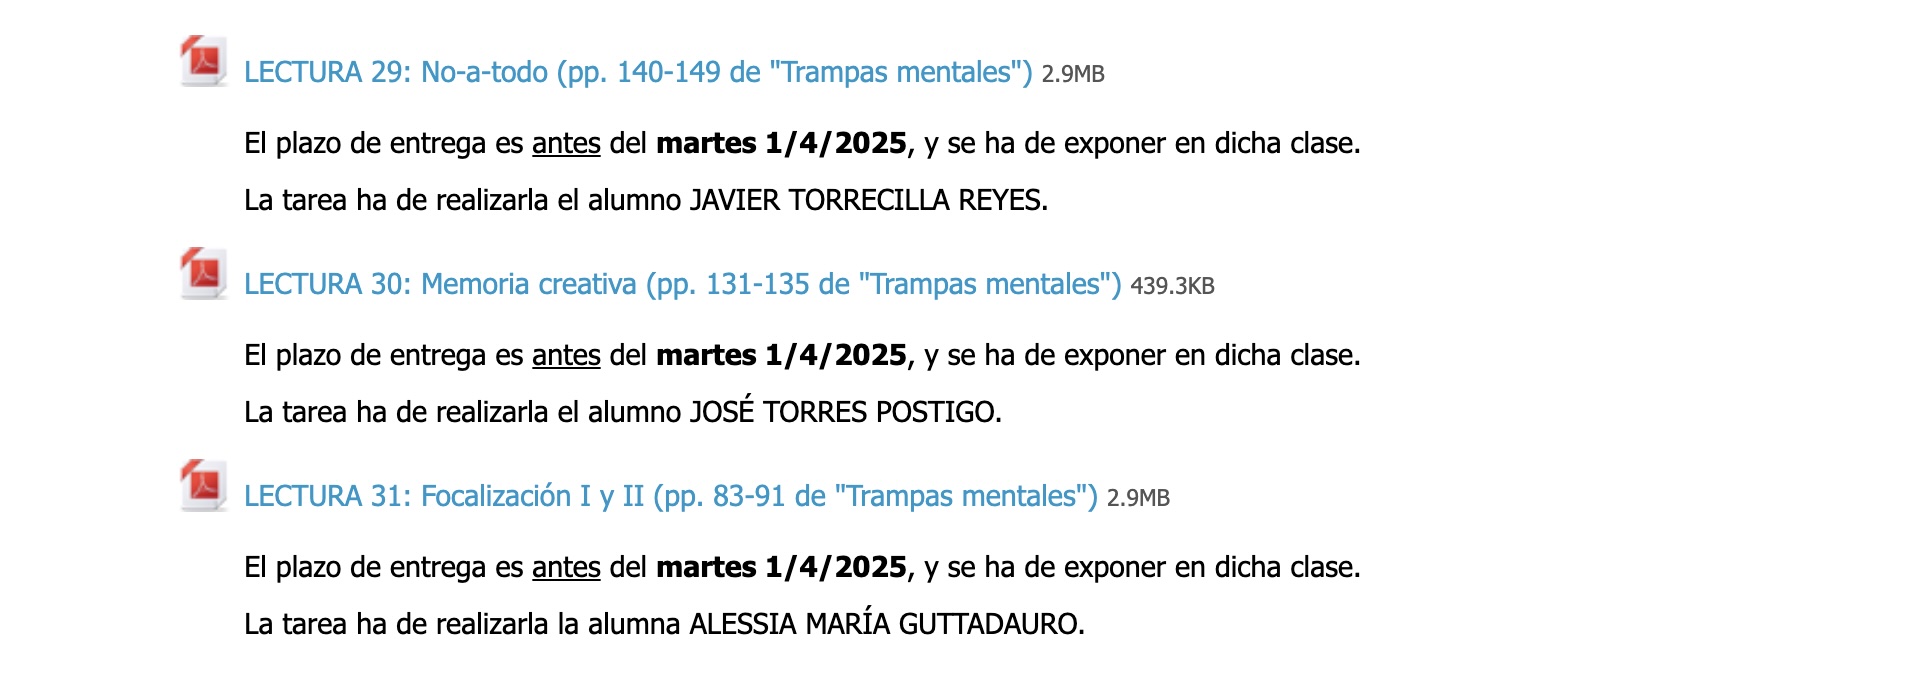 LECTURA 29: No-a-todo (pp. 140-149 de "Trampas mentales") 2.9MB
El plazo de entrega es antes del martes 1/4/2025, y se ha de exponer en dicha clase.
La tarea ha de realizarla el alumno JAVIER TORRECILLA REYES.
LECTURA 30: Memoria creativa (pp. 131-135 de "Trampas mentales") 439.3KB
El plazo de entrega es antes del martes 1/4/2025, y se ha de exponer en dicha clase.
La tarea ha de realizarla el alumno JOSÉ TORRES POSTIGO.
LECTURA 31: Focalización I y II (pp. 83-91 de "Trampas mentales") 2.9MB
El plazo de entrega es antes del martes 1/4/2025, y se ha de exponer en dicha clase.
La tarea ha de realizarla la alumna ALESSIA MARÍA GUTTADAURO.